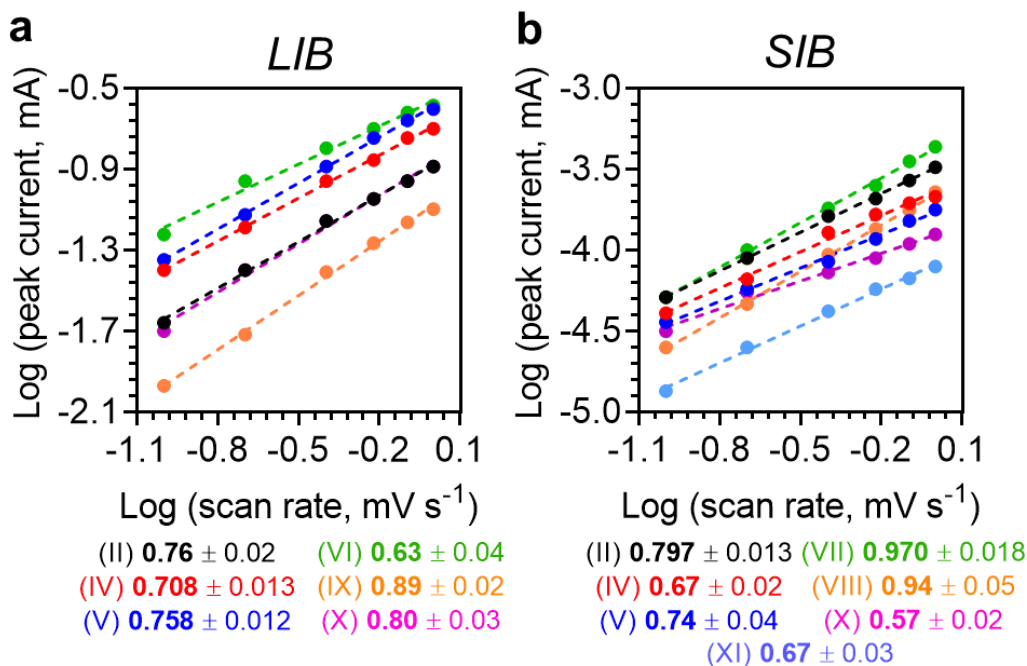 a
LIB
Log (peak current, mA)
-0.5
-0.9
-1.3
-1.7
-2.1
-1.1 -0.8 -0.5 -0.2 0.1
Log (scan rate, mV s⁻¹)
(II) 0.76 ± 0.02 (VI) 0.63 ± 0.04
(IV) 0.708 ± 0.013 (IX) 0.89 ± 0.02
(V) 0.758 ± 0.012 (X) 0.80 ± 0.03
b
SIB
Log (peak current, mA)
-3.0
-3.5
-4.0
-4.5
-5.0
-1.1 -0.8 -0.5 -0.2 0.1
Log (scan rate, mV s⁻¹)
(II) 0.797 ± 0.013 (VII) 0.970 ± 0.018
(IV) 0.67 ± 0.02 (VIII) 0.94 ± 0.05
(V) 0.74 ± 0.04 (X) 0.57 ± 0.02
(XI) 0.67 ± 0.03